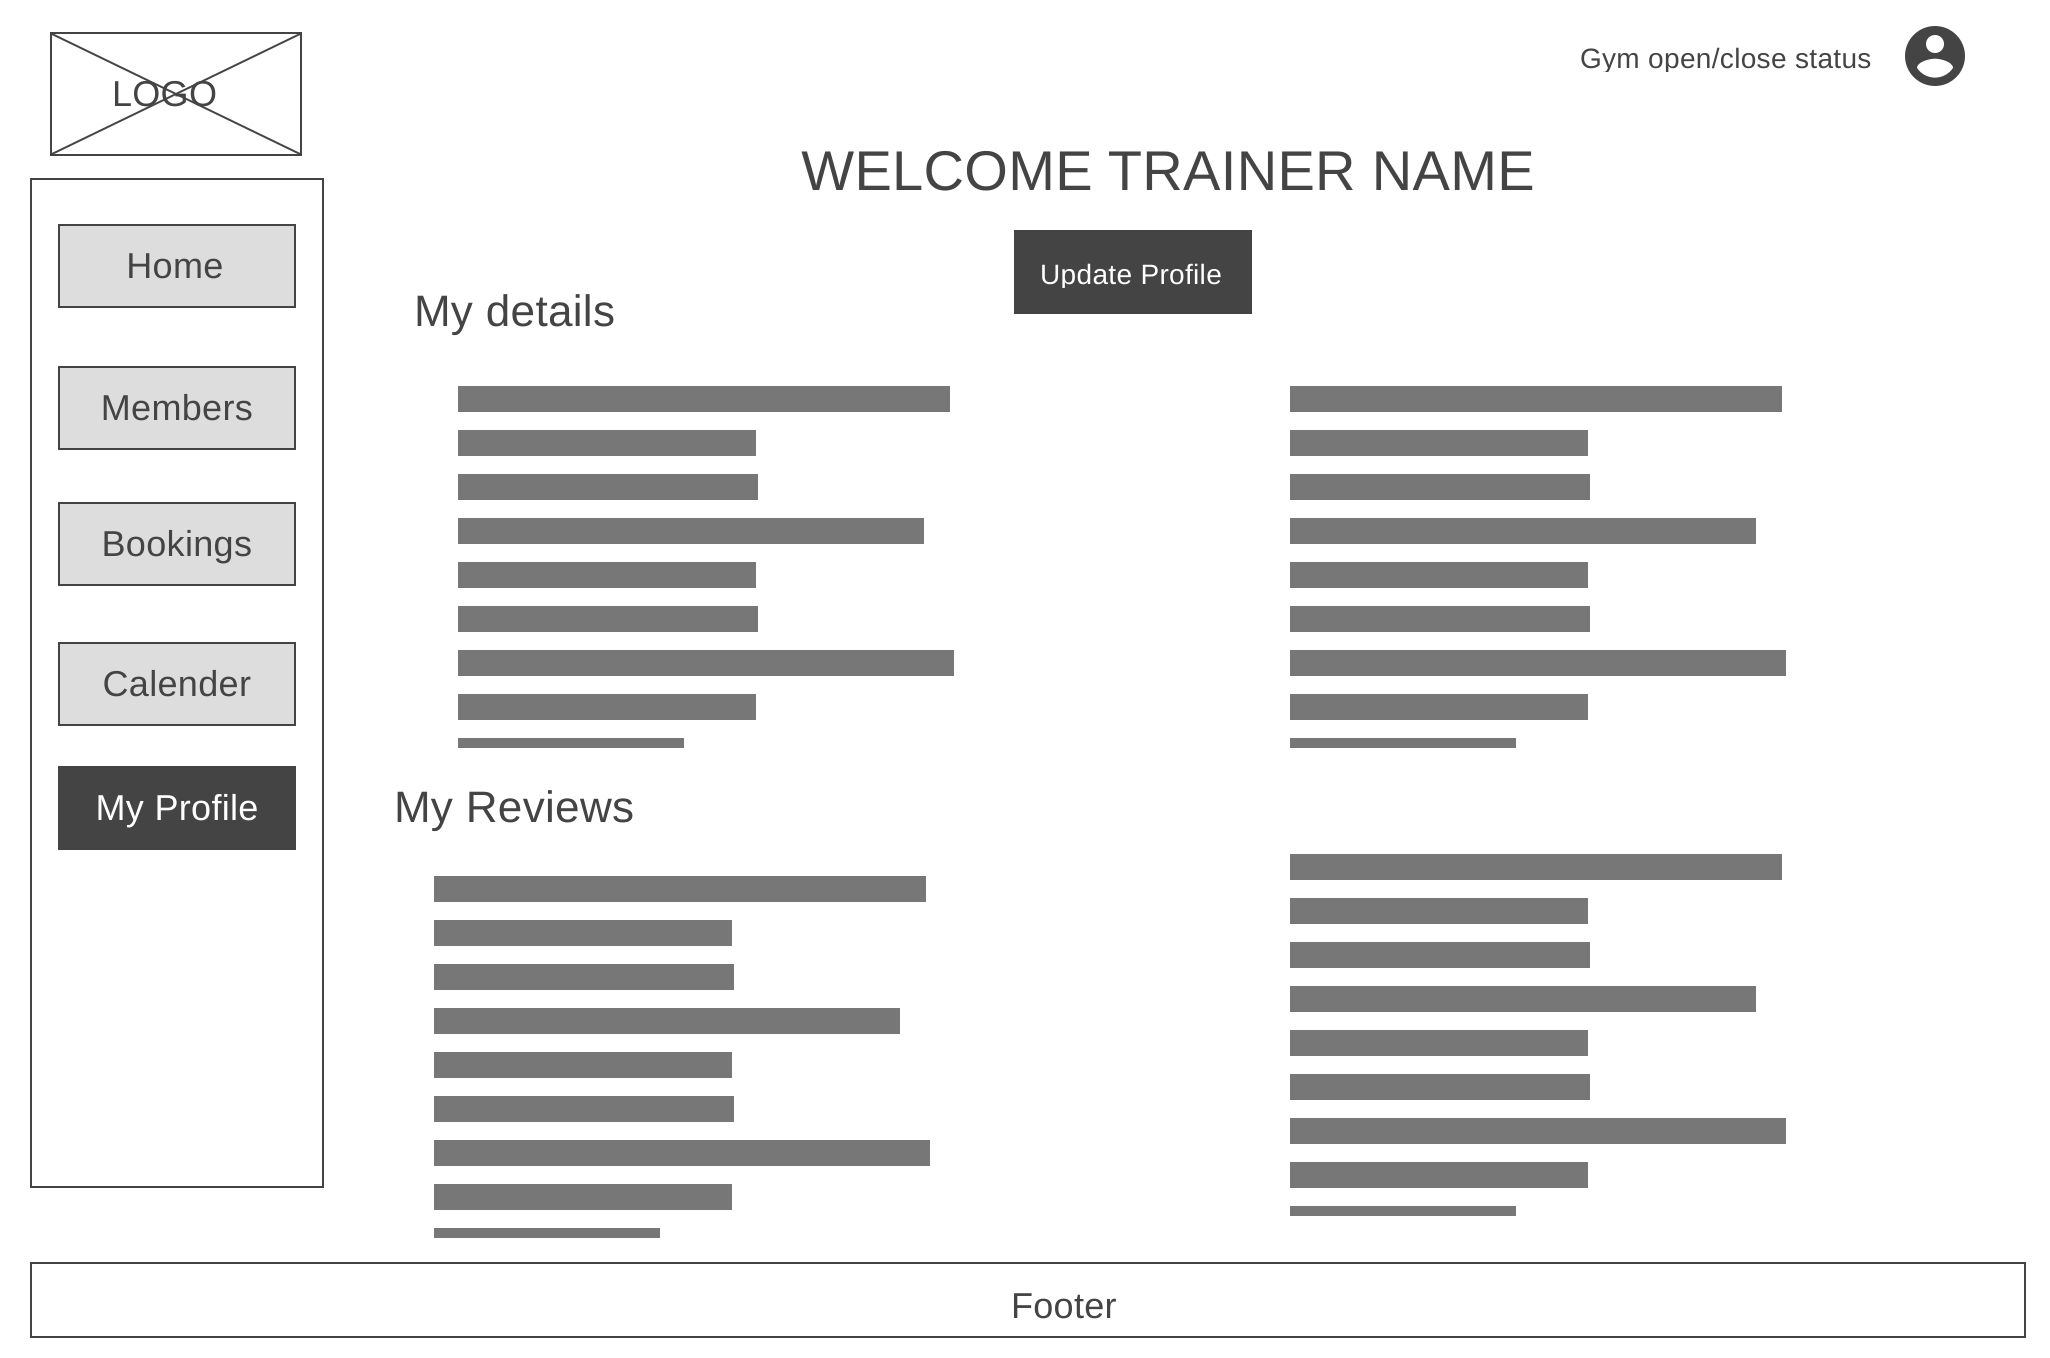 LOGO
Gym open/close status
WELCOME TRAINER NAME
Update Profile
Home
Members
Bookings
Calender
My Profile
My details
My Reviews
Footer